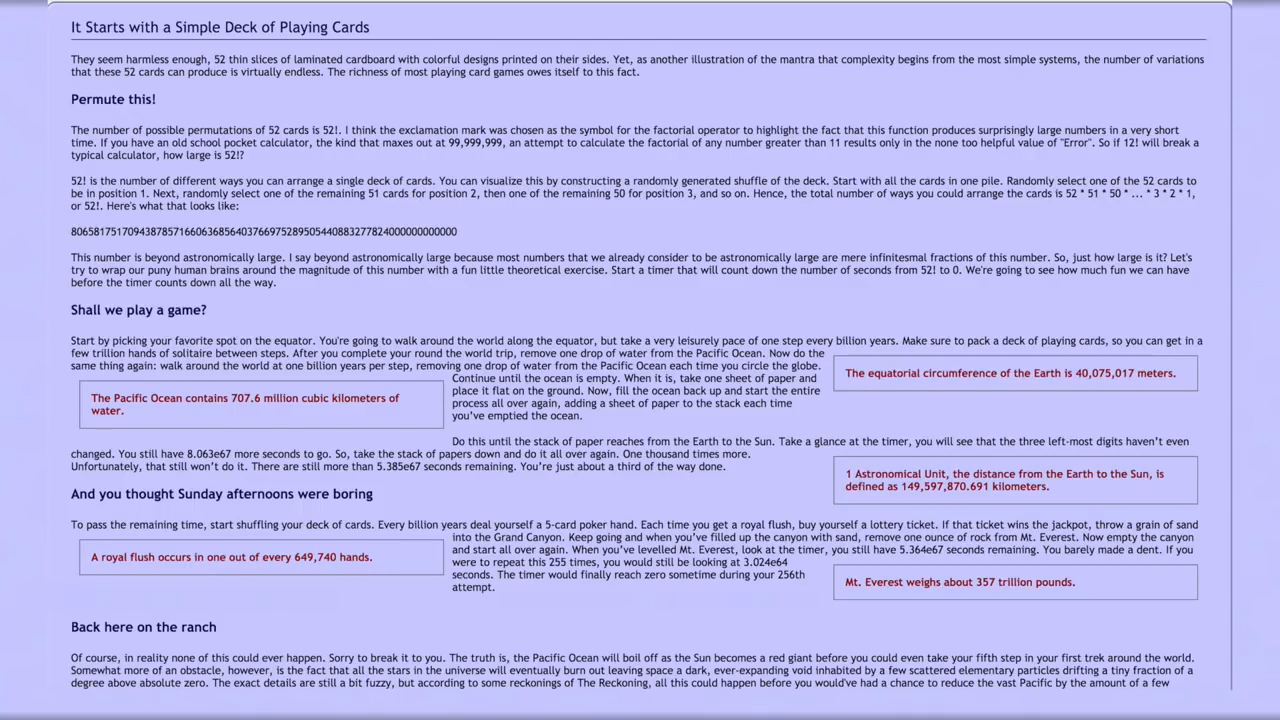 It Starts with a Simple Deck of Playing Cards
They seem harmless enough, 52 thin slices of laminated cardboard with colorful designs printed on their sides. Yet, as another illustration of the mantra that complexity begins from the most simple systems, the number of variations
that these 52 cards can produce is virtually endless. The richness of most playing card games owes itself to this fact.
Permute this!
The number of possible permutations of 52 cards is 52!. I think the exclamation mark was chosen as the symbol for the factorial operator to highlight the fact that this function produces surprisingly large numbers in a very short
time. If you have an old school pocket calculator, the kind that maxes out at 99,999,999, an attempt to calculate the factorial of any number greater than 11 results only in the none too helpful value of "Error". So if 12! will break a
typical calculator, how large is 52!?
52! is the number of different ways you can arrange a single deck of cards. You can visualize this by constructing a randomly generated shuffle of the deck. Start with all the cards in one pile. Randomly select one of the 52 cards to
be in position 1. Next, randomly select one of the remaining 51 cards for position 2, then one of the remaining 50 for position 3, and so on. Hence, the total number of ways you could arrange the cards is 52 * 51 * 50 * ... * 3 * 2 * 1,
or 52!. Here's what that looks like:
80658175170943878571660636856403766975289505440883277824000000000000
This number is beyond astronomically large. I say beyond astronomically large because most numbers that we already consider to be astronomically large are mere infinitesmal fractions of this number. So, just how large is it? Let's
try to wrap our puny human brains around the magnitude of this number with a fun little theoretical exercise. Start a timer that will count down the number of seconds from 52! to 0. We're going to see how much fun we can have
before the timer counts down all the way.
Shall we play a game?
Start by picking your favorite spot on the equator. You're going to walk around the world along the equator, but take a very leisurely pace of one step every billion years. Make sure to pack a deck of playing cards, so you can get in a
few trillion hands of solitaire between steps. After you complete your round the world trip, remove one drop of water from the Pacific Ocean. Now do the
same thing again: walk around the world at one billion years per step, removing one drop of water from the Pacific Ocean each time you circle the globe.
The equatorial circumference of the Earth is 40,075,017 meters.
Continue until the ocean is empty. When it is, take one sheet of paper and
place it flat on the ground. Now, fill the ocean back up and start the entire
process all over again, adding a sheet of paper to the stack each time
you've emptied the ocean.
The Pacific Ocean contains 707.6 million cubic kilometers of
water.
Do this until the stack of paper reaches from the Earth to the Sun. Take a glance at the timer, you will see that the three left-most digits haven't even
changed. You still have 8.063e67 more seconds to go. So, take the stack of papers down and do it all over again. One thousand times more.
Unfortunately, that still won't do it. There are still more than 5.385e67 seconds remaining. You're just about a third of the way done.
1 Astronomical Unit, the distance from the Earth to the Sun, is
defined as 149,597,870.691 kilometers.
And you thought Sunday afternoons were boring
To pass the remaining time, start shuffling your deck of cards. Every billion years deal yourself a 5-card poker hand. Each time you get a royal flush, buy yourself a lottery ticket. If that ticket wins the jackpot, throw a grain of sand
into the Grand Canyon. Keep going and when you've filled up the canyon with sand, remove one ounce of rock from Mt. Everest. Now empty the canyon
and start all over again. When you've levelled Mt. Everest, look at the timer, you still have 5.364e67 seconds remaining. You barely made a dent. If you
were to repeat this 255 times, you would still be looking at 3.024e64
seconds. The timer would finally reach zero sometime during your 256th
attempt.
A royal flush occurs in one out of every 649,740 hands.
Mt. Everest weighs about 357 trillion pounds.
Back here on the ranch
Of course, in reality none of this could ever happen. Sorry to break it to you. The truth is, the Pacific Ocean will boil off as the Sun becomes a red giant before you could even take your fifth step in your first trek around the world.
Somewhat more of an obstacle, however, is the fact that all the stars in the universe will eventually burn out leaving space a dark, ever-expanding void inhabited by a few scattered elementary particles drifting a tiny fraction of a
degree above absolute zero. The exact details are still a bit fuzzy, but according to some reckonings of The Reckoning, all this could happen before you would've had a chance to reduce the vast Pacific by the amount of a few